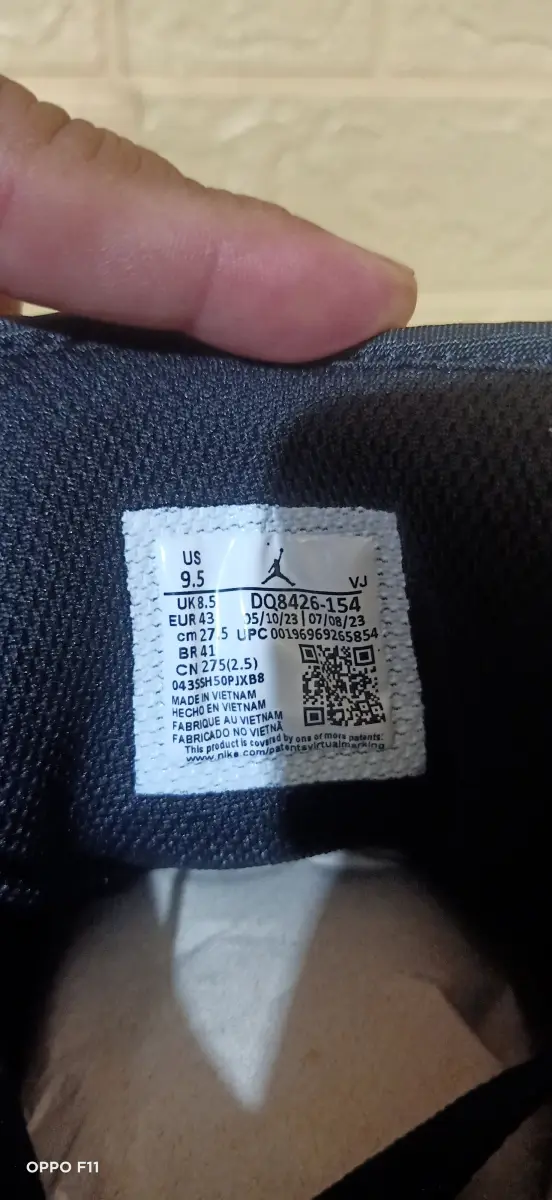 US
9.5
VJ
UK 8.5
DQ8426-154
EUR 43
05/10/23 | 07/08/23
cm 27.5
UPC 00196969265854
BR 41
CN 275(2.5)
0435SH50PJXB8
MADE IN VIETNAM
HECHO EN VIETNAM
FABRIQUE AU VIETNAM
FABRICADO NO VIETNÃ
This product is covered by one or more patents:
www.nike.com/patentsvirtualmarking
OPPO F11